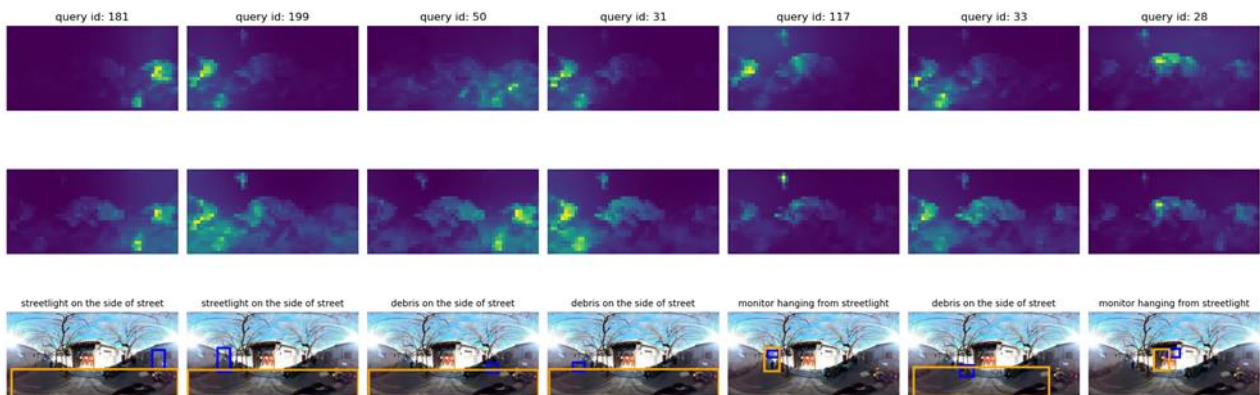 query id: 181
query id: 199
query id: 50
query id: 31
query id: 117
query id: 33
query id: 28
streetlight on the side of street
streetlight on the side of street
debris on the side of street
debris on the side of street
monitor hanging from streetlight
debris on the side of street
monitor hanging from streetlight